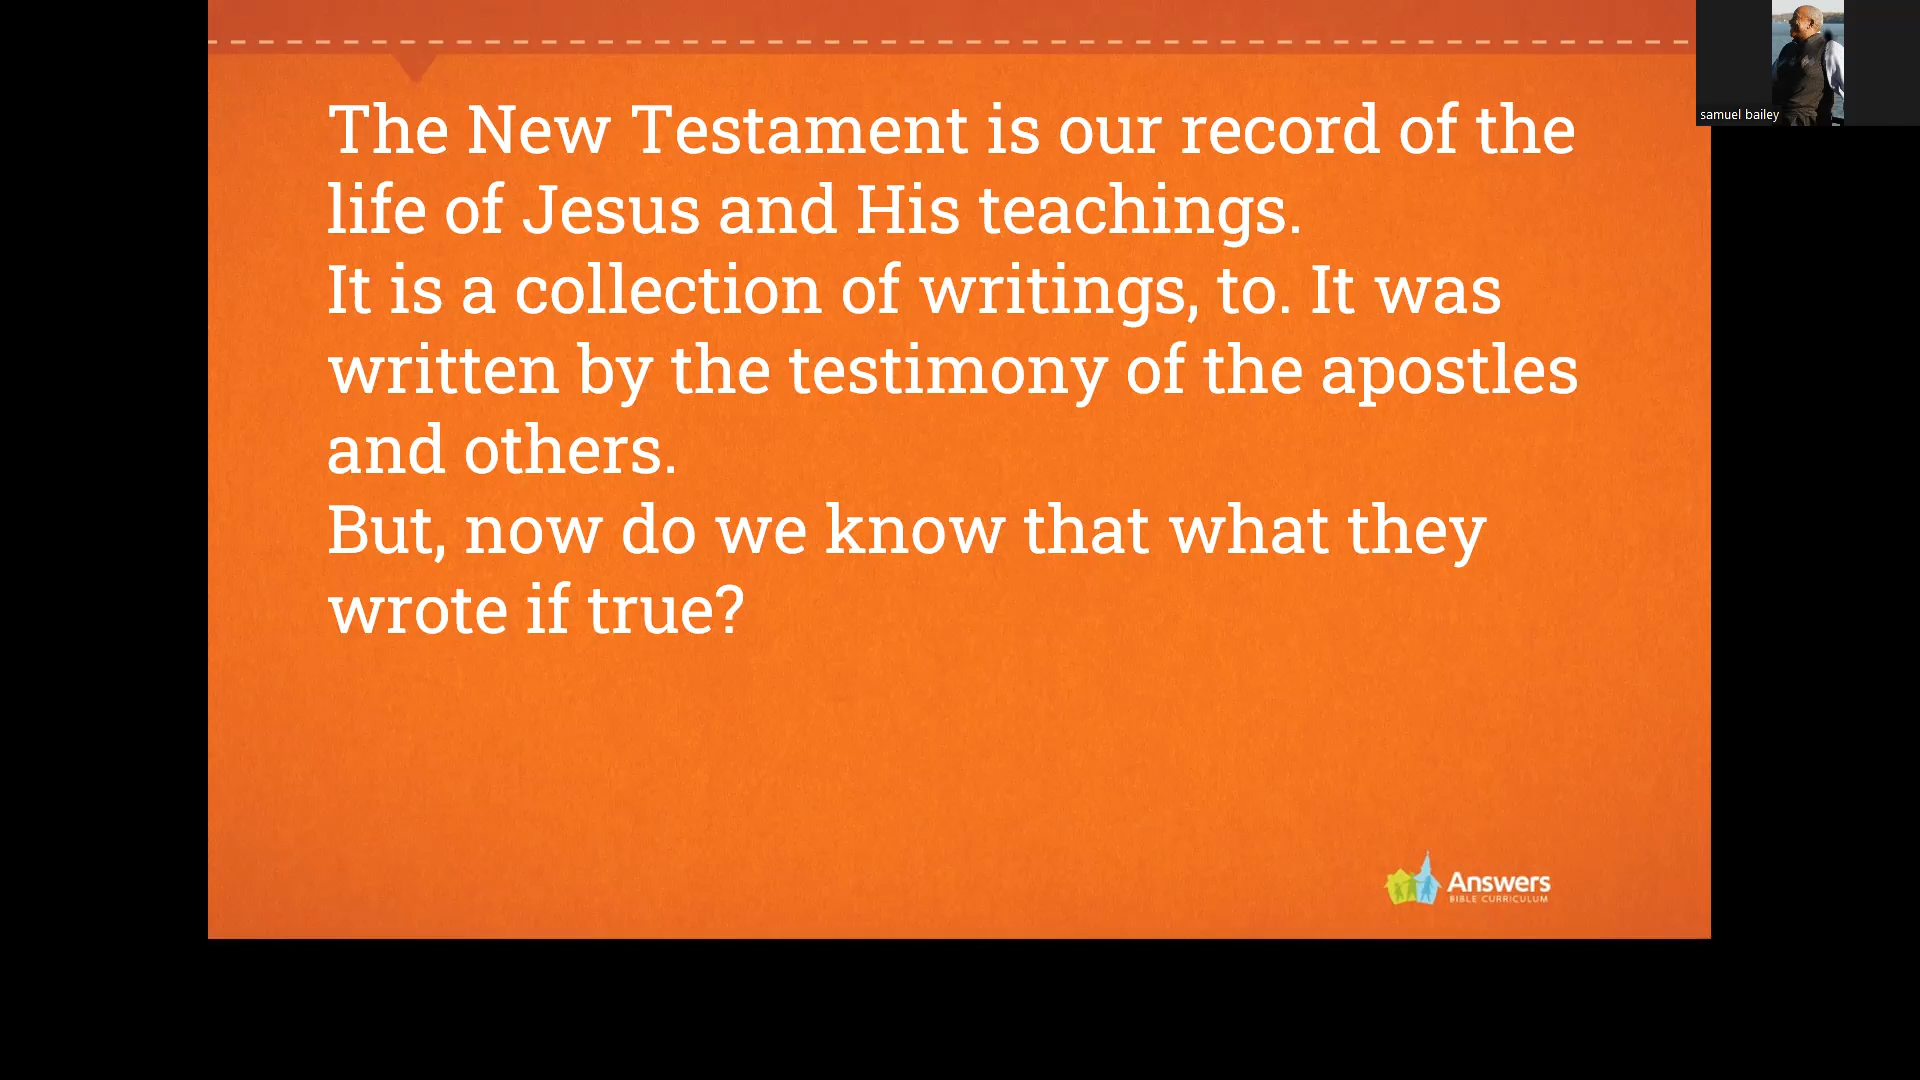 The New Testament is our record of the
life of Jesus and His teachings.
It is a collection of writings, to. It was
written by the testimony of the apostles
and others.
But, now do we know that what they
wrote if true?
samuel bailey
Answers
BIBLE CURRICULUM